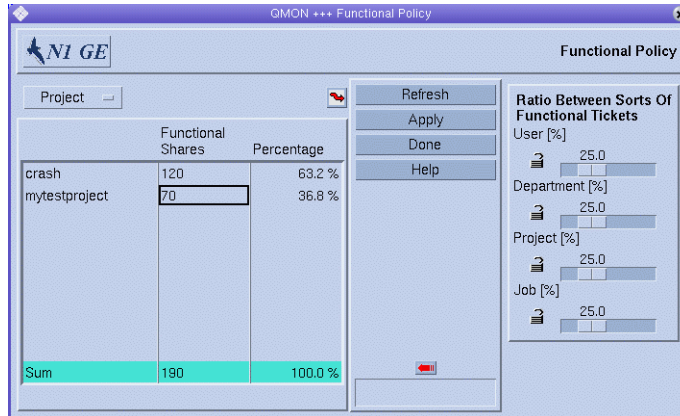 QMON +++ Functional Policy
N1 GE
Functional Policy
Project
Functional
Shares
Percentage
crash 120 63.2 %
mytestproject 70 36.8 %
Sum 190 100.0 %
Refresh
Apply
Done
Help
Ratio Between Sorts Of
Functional Tickets
User [%]
25.0
Department [%]
25.0
Project [%]
25.0
Job [%]
25.0